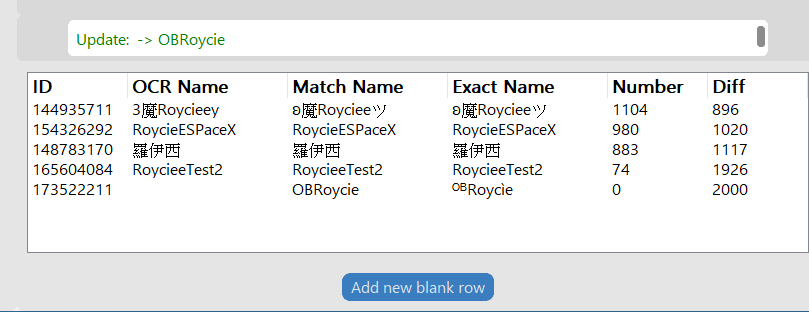 Update: -> OBRoycie
ID OCR Name Match Name Exact Name Number Diff
144935711 3魔Roycieey ʚ魔Roycieeツ ʚ魔Roycieeツ 1104 896
154326292 RoycieESPaceX RoycieESPaceX RoycieESPaceX 980 1020
148783170 羅伊西 羅伊西 羅伊西 883 1117
165604084 RoycieeTest2 RoycieeTest2 RoycieeTest2 74 1926
173522211 OBRoycie ᴼᴮRoycìe 0 2000
Add new blank row